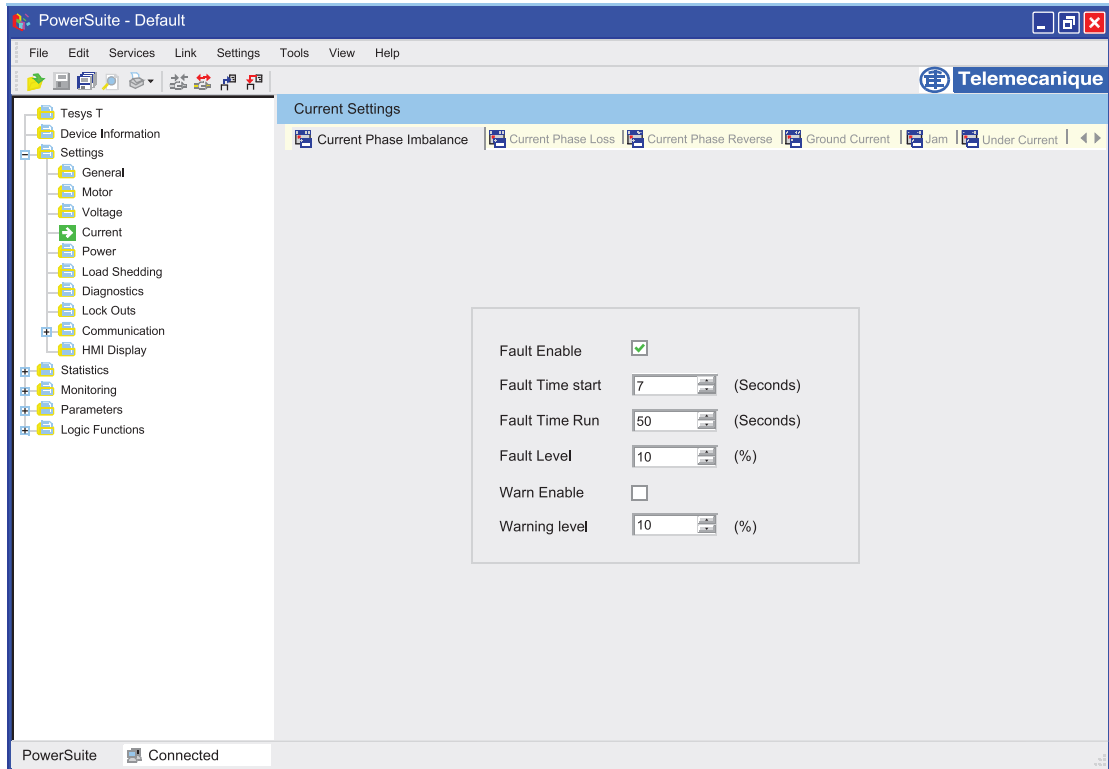 PowerSuite - Default
File Edit Services Link Settings Tools View Help
Telemecanique
Tesys T
Device Information
Settings
General
Motor
Voltage
Current
Power
Load Shedding
Diagnostics
Lock Outs
Communication
HMI Display
Statistics
Monitoring
Parameters
Logic Functions
Current Settings
Current Phase Imbalance Current Phase Loss Current Phase Reverse Ground Current Jam Under Current
Fault Enable
Fault Time start 7 (Seconds)
Fault Time Run 50 (Seconds)
Fault Level 10 (%)
Warn Enable
Warning level 10 (%)
PowerSuite Connected